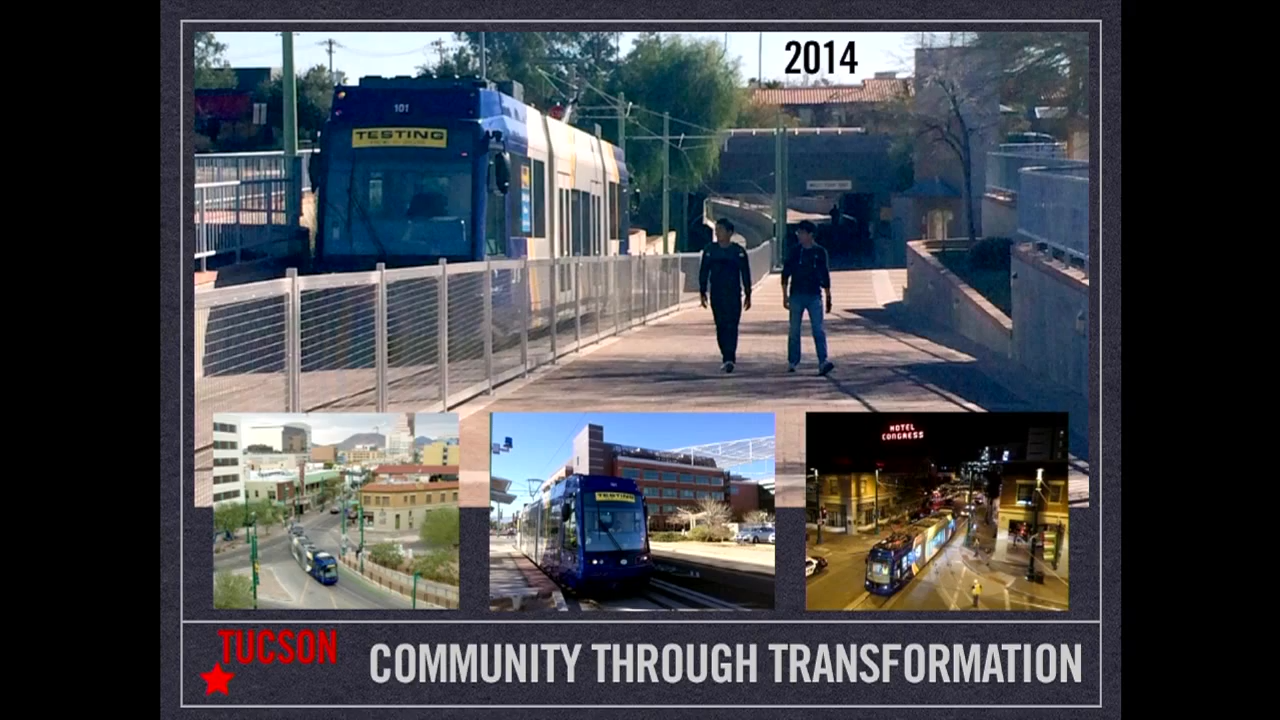 2014
101
TESTING
TESTING
HOTEL
CONGRESS
TUCSON
COMMUNITY THROUGH TRANSFORMATION